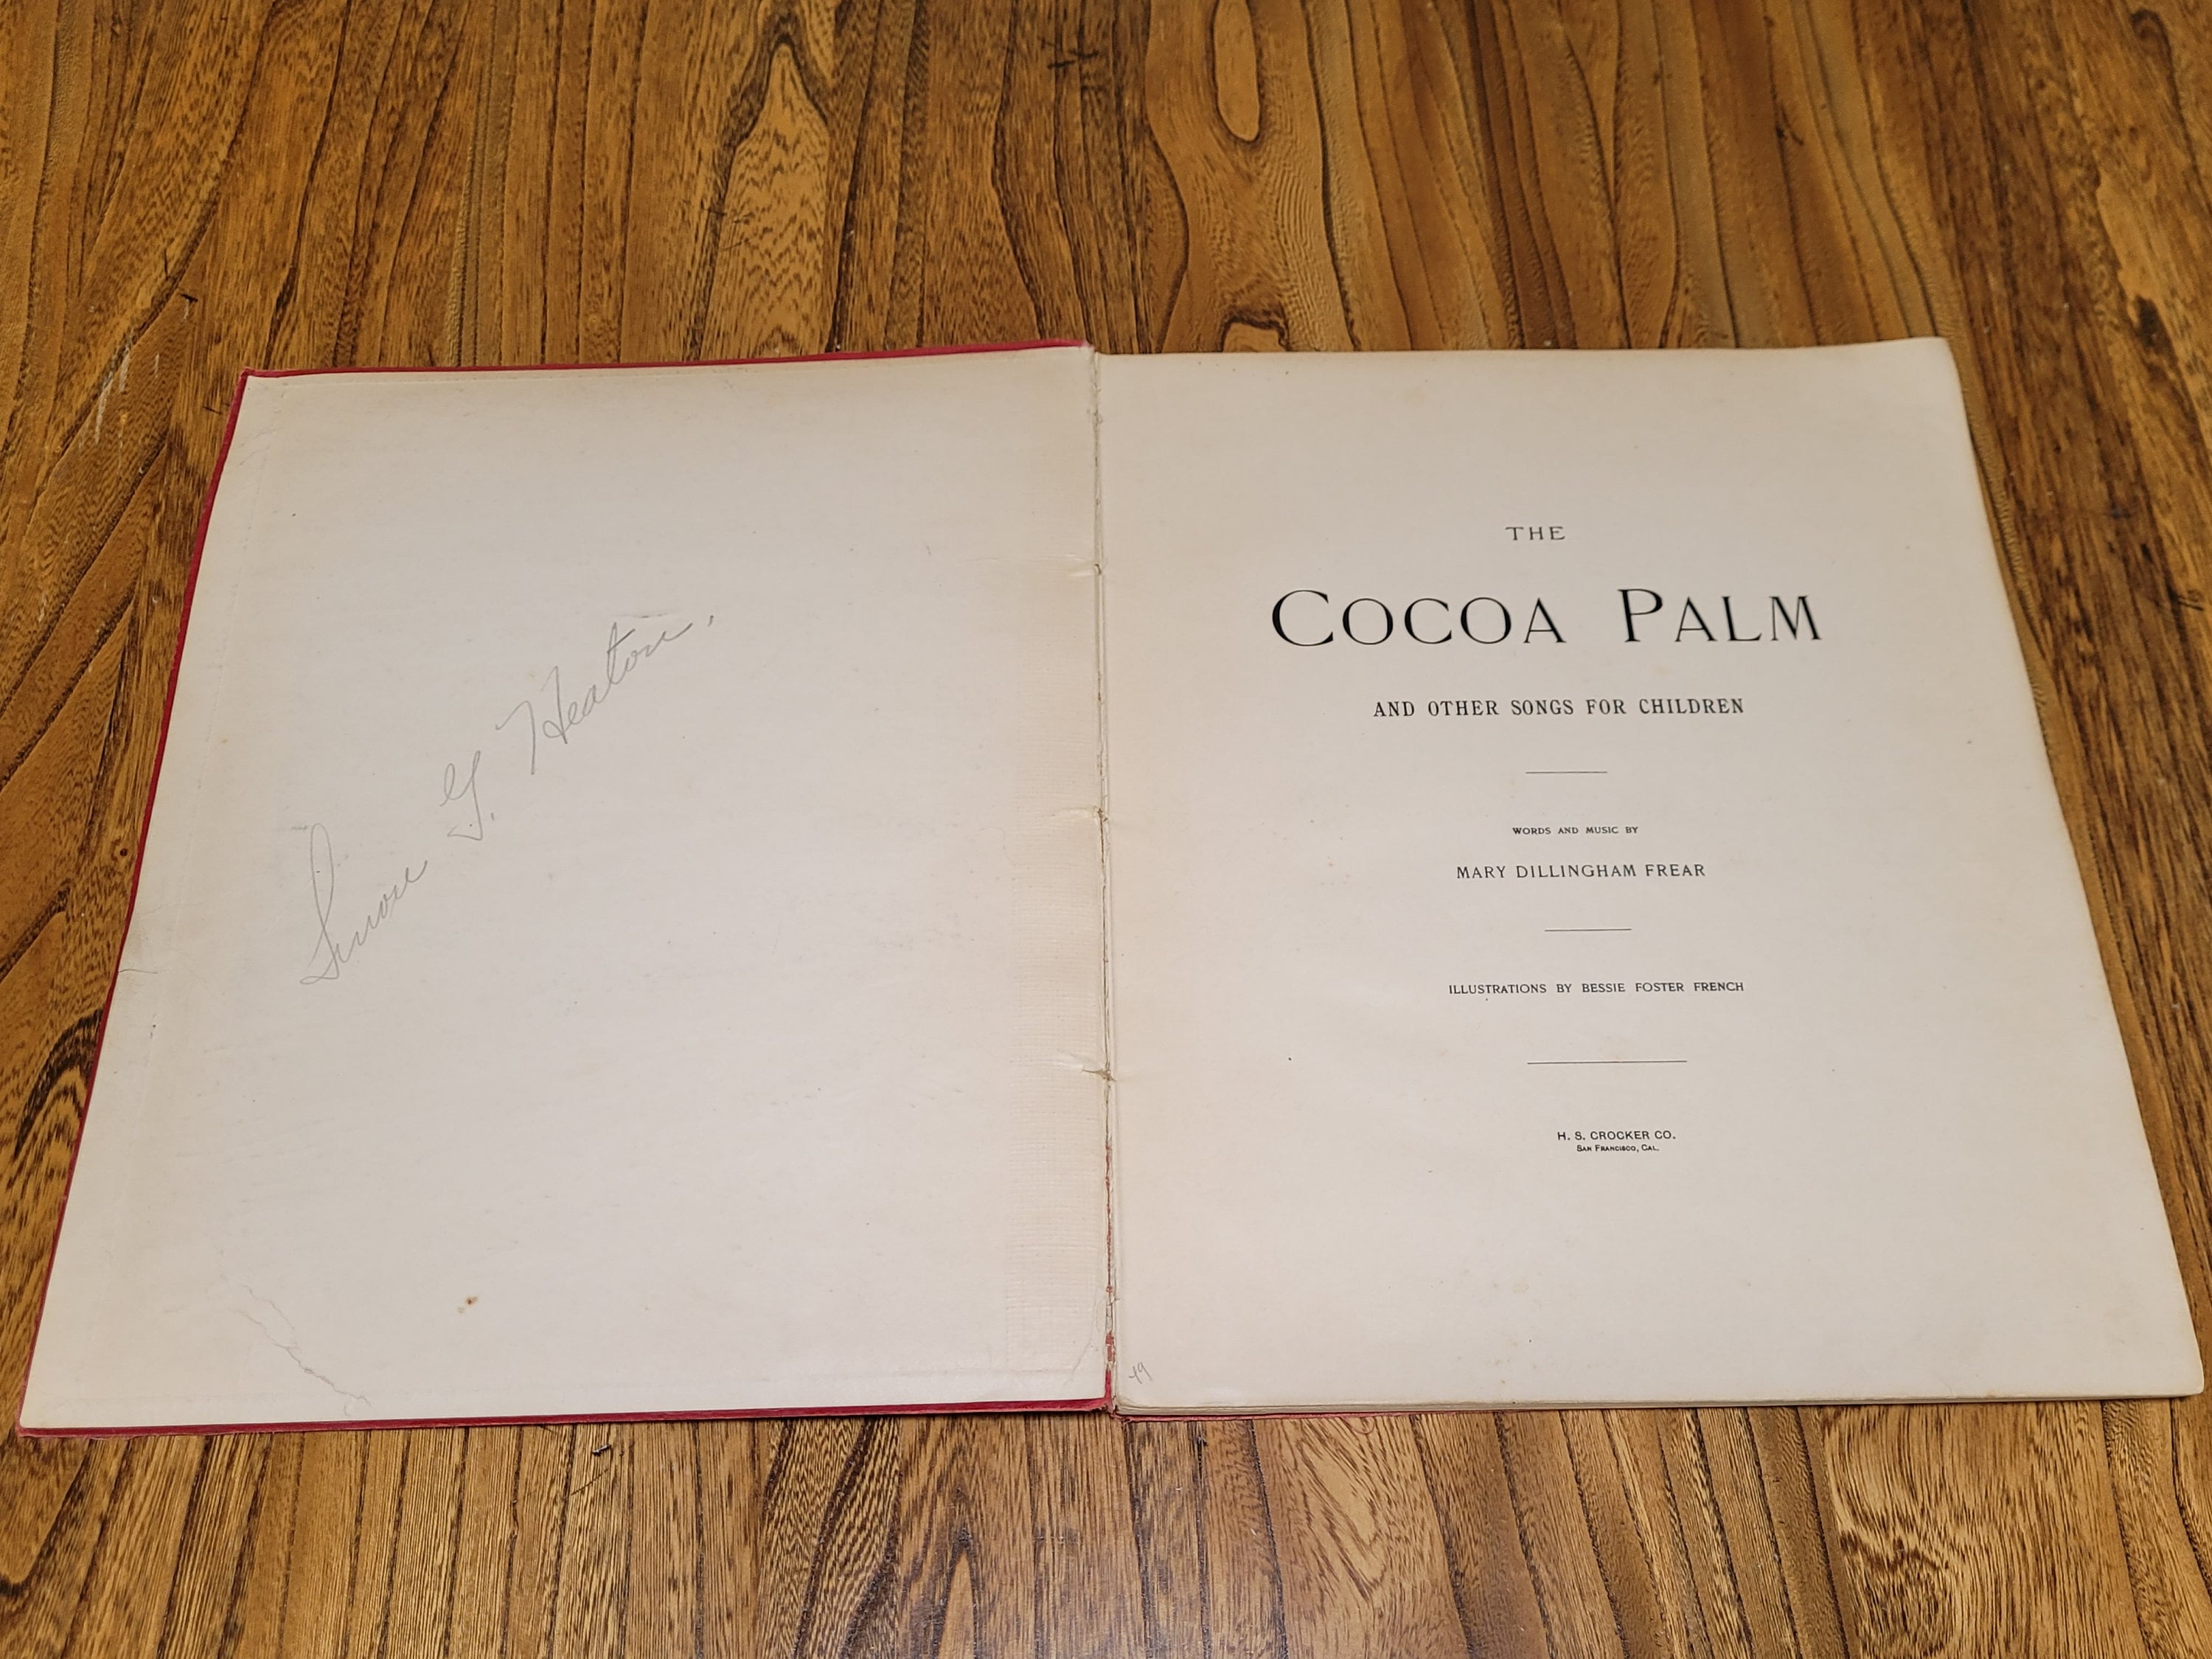 G. Heaton.
THE
COCOA PALM
AND OTHER SONGS FOR CHILDREN
WORDS AND MUSIC BY
MARY DILLINGHAM FREAR
ILLUSTRATIONS BY BESSIE FOSTER FRENCH
H. S. CROCKER CO.
SAN FRANCISCO, CAL.